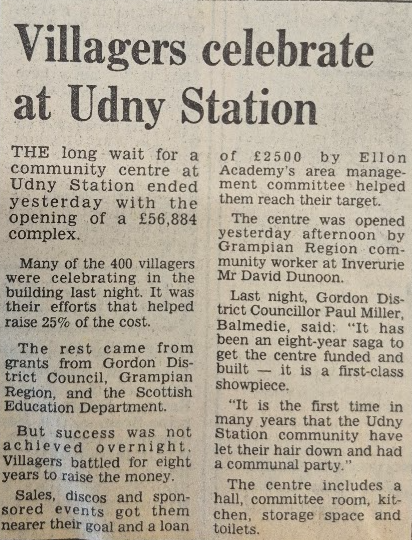 Villagers celebrate
at Udny Station
THE long wait for a
community centre at
Udny Station ended
yesterday with the
opening of a £56,884
complex.
Many of the 400 villagers
were celebrating in the
building last night. It was
their efforts that helped
raise 25% of the cost.
The rest came from
grants from Gordon Dis-
trict Council, Grampian
Region, and the Scottish
Education Department.
But success was not
achieved overnight.
Villagers battled for eight
years to raise the money.
Sales, discos and spon-
sored events got them
nearer their goal and a loan
of £2500 by Ellon
Academy's area manage-
ment committee helped
them reach their target.
The centre was opened
yesterday afternoon by
Grampian Region com-
munity worker at Inverurie
Mr David Dunoon.
Last night, Gordon Dis-
trict Councillor Paul Miller,
Balmedie, said: "It has
been an eight-year saga to
get the centre funded and
built — it is a first-class
showpiece.
"It is the first time in
many years that the Udny
Station community have
let their hair down and had
a communal party."
The centre includes a
hall, committee room, kit-
chen, storage space and
toilets.